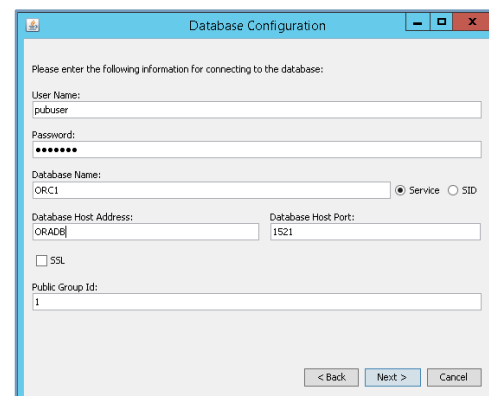 Database Configuration
Please enter the following information for connecting to the database:
User Name:
pubuser
Password:
●●●●●●●
Database Name:
ORC1
Service SID
Database Host Address: Database Host Port:
ORADB 1521
SSL
Public Group Id:
1
< Back Next > Cancel